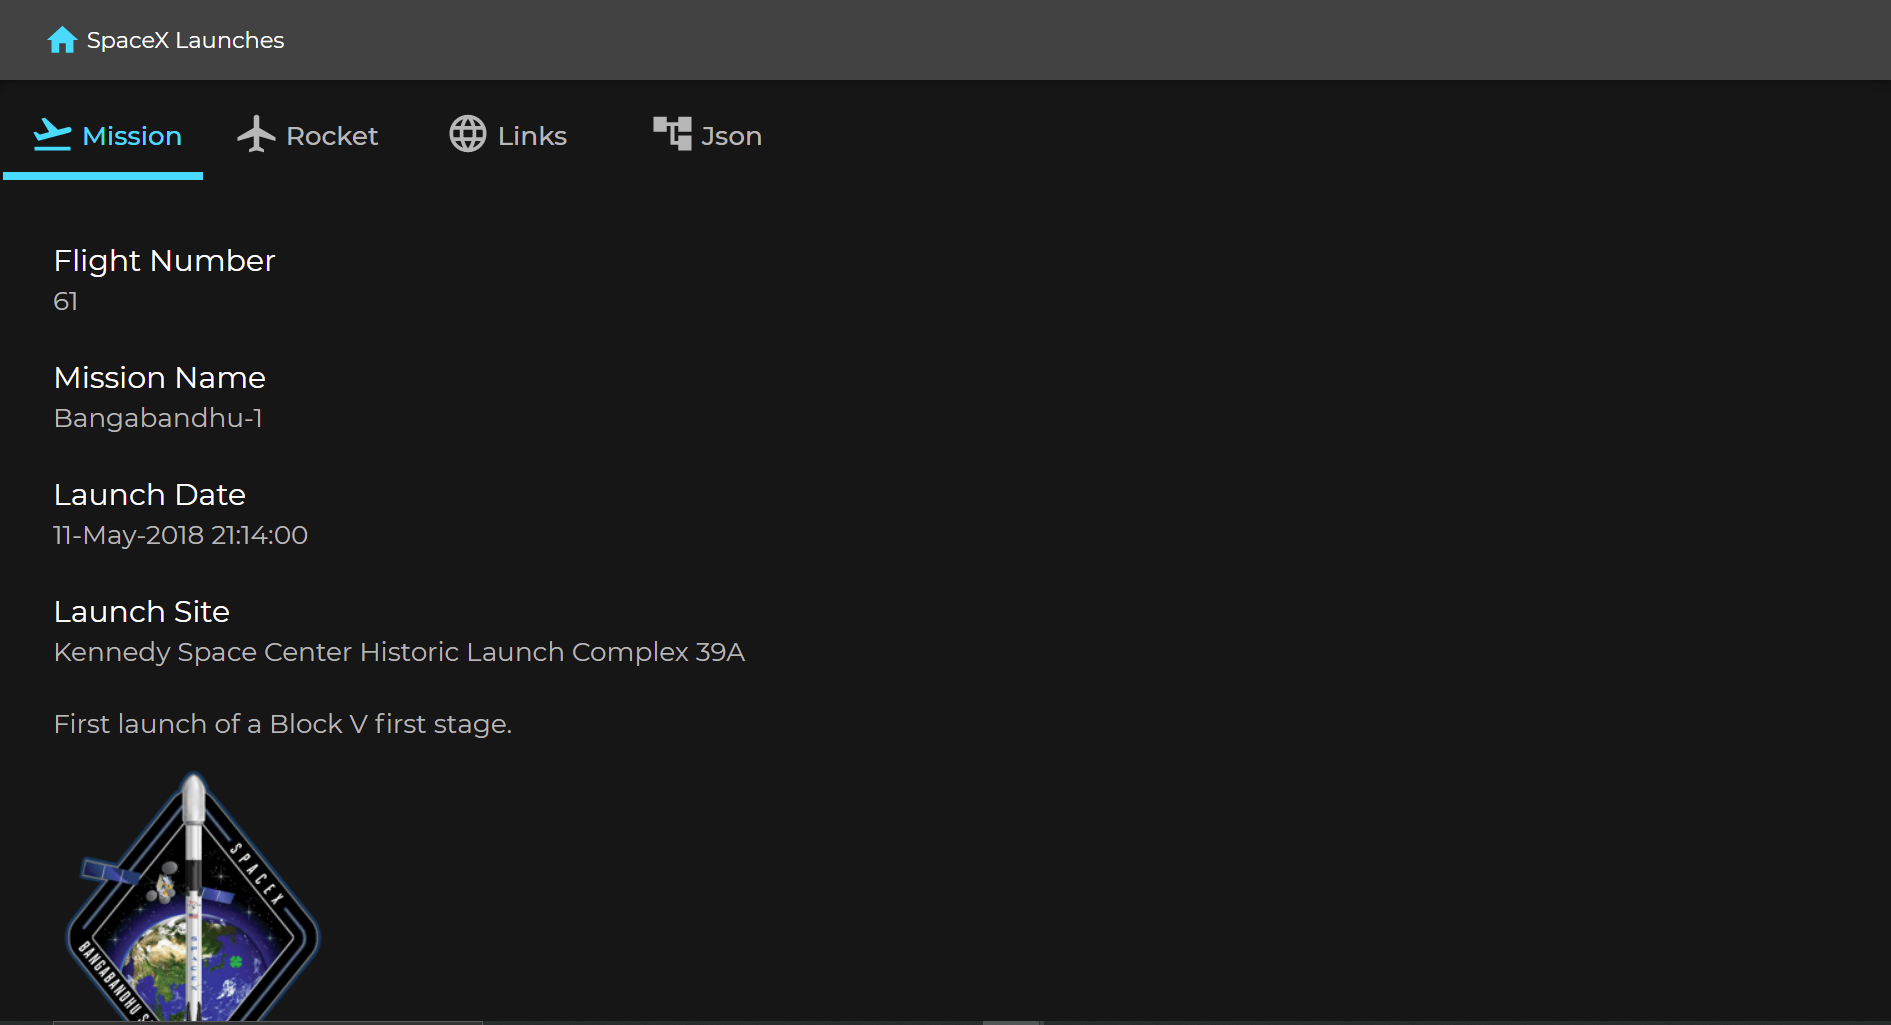 SpaceX Launches
Mission Rocket Links Json
Flight Number
61
Mission Name
Bangabandhu-1
Launch Date
11-May-2018 21:14:00
Launch Site
Kennedy Space Center Historic Launch Complex 39A
First launch of a Block V first stage.
SPACEX
SPACEX
BANGABANDHU